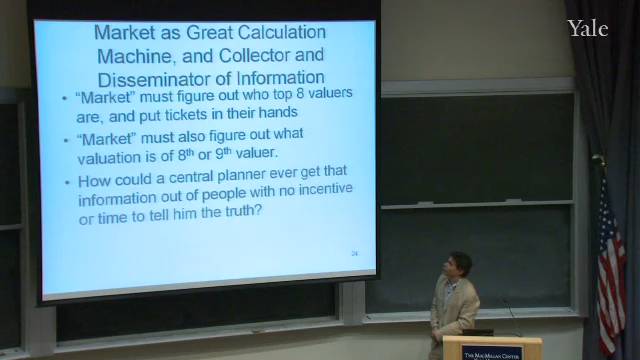 Yale
Market as Great Calculation
Machine, and Collector and
Disseminator of Information
• "Market" must figure out who top 8 valuers
are, and put tickets in their hands
• "Market" must also figure out what
valuation is of 8th or 9th valuer.
• How could a central planner ever get that
information out of people with no incentive
or time to tell him the truth?
24
THE MACMILLAN CENTER